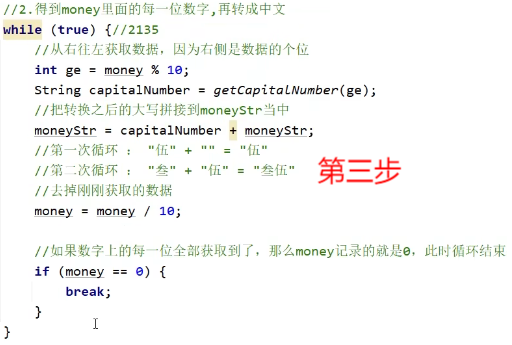 //2.得到money里面的每一位数字,再转成中文
while (true) {//2135
//从右往左获取数据，因为右侧是数据的个位
int ge = money % 10;
String capitalNumber = getCapitalNumber(ge);
//把转换之后的大写拼接到moneyStr当中
moneyStr = capitalNumber + moneyStr;
//第一次循环 ： "伍" + "" = "伍"
//第二次循环 ： "叁" + "伍" = "叁伍"
第三步
//去掉刚刚获取的数据
money = money / 10;
//如果数字上的每一位全部获取到了，那么money记录的就是0，此时循环结束
if (money == 0) {
break;
}
}